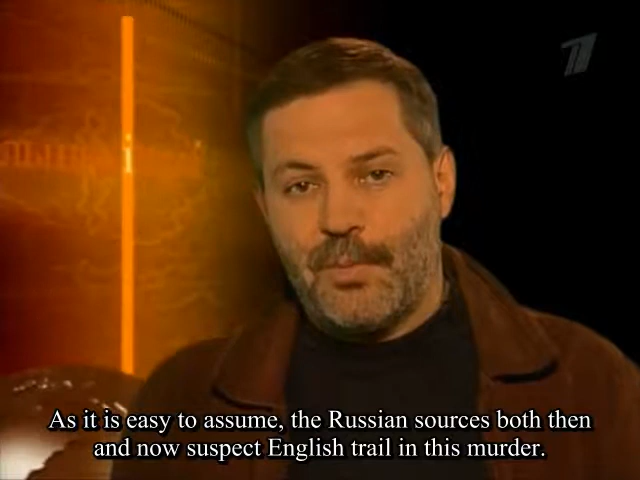 As it is easy to assume, the Russian sources both then
and now suspect English trail in this murder.